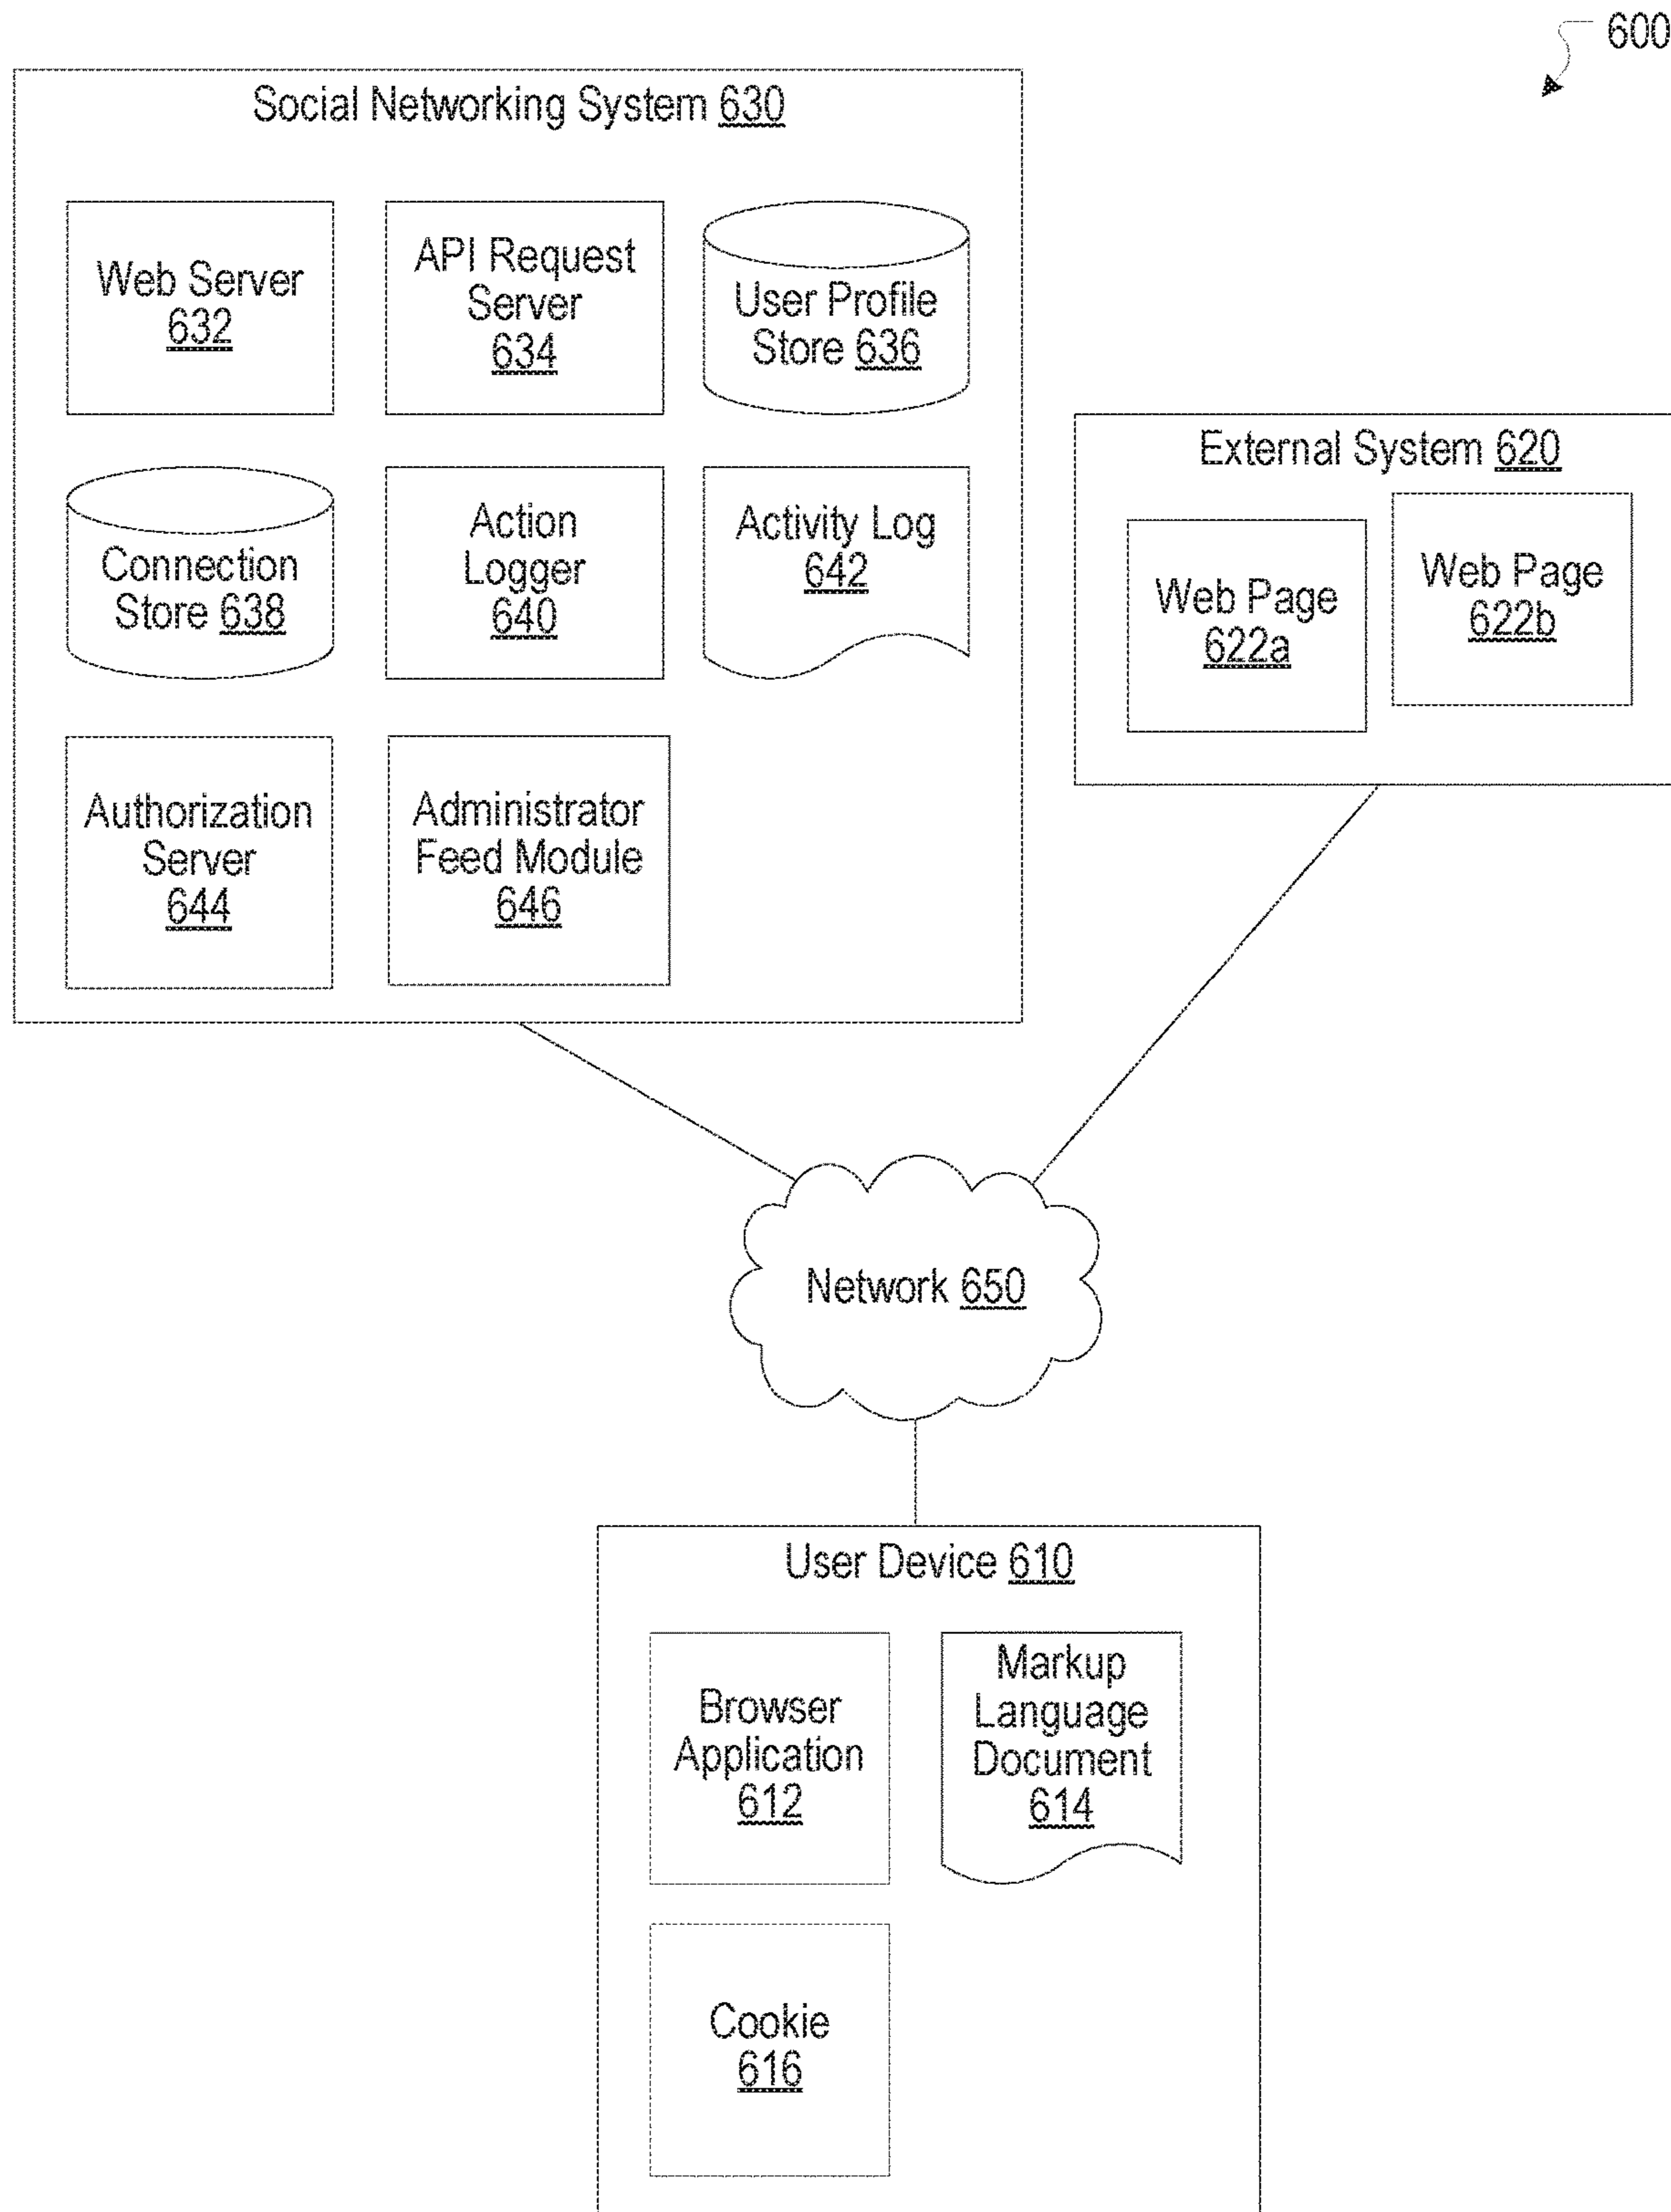 600
Social Networking System 630
Web Server
632
API Request
Server
634
User Profile
Store 636
Connection
Store 638
Action
Logger
640
Activity Log
642
Authorization
Server
644
Administrator
Feed Module
646
External System 620
Web Page
622a
Web Page
622b
Network 650
User Device 610
Browser
Application
612
Markup
Language
Document
614
Cookie
616